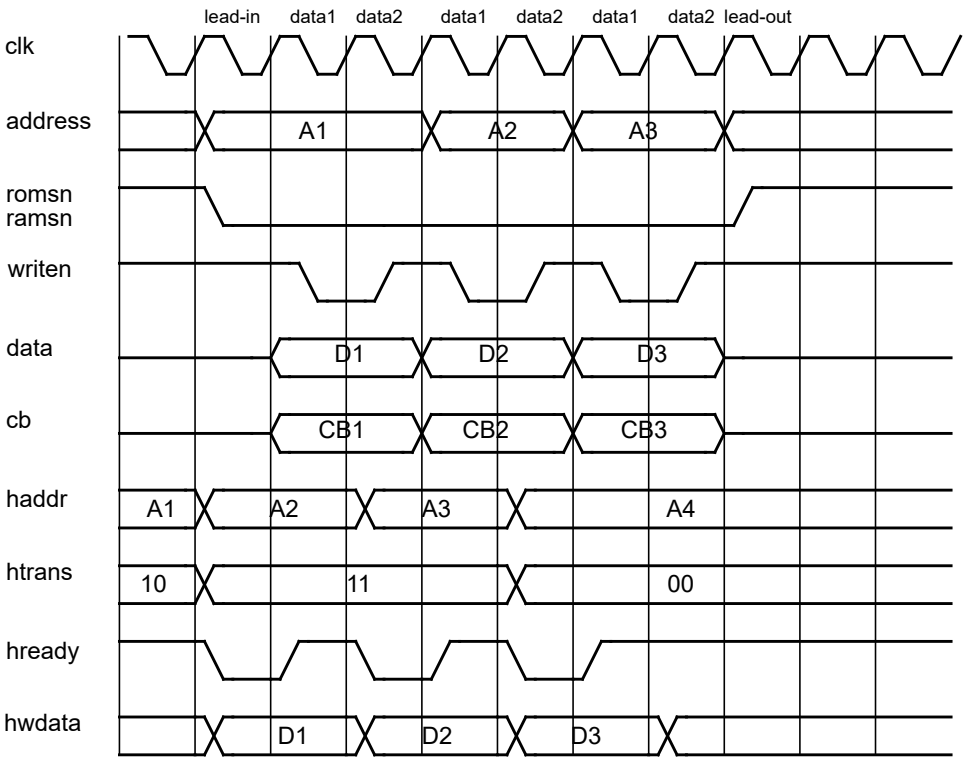 lead-in data1 data2 data1 data2 data1 data2 lead-out
clk
address A1 A2 A3
romsn
ramsn
writen
data D1 D2 D3
cb CB1 CB2 CB3
haddr A1 A2 A3 A4
htrans 10 11 00
hready
hwdata D1 D2 D3